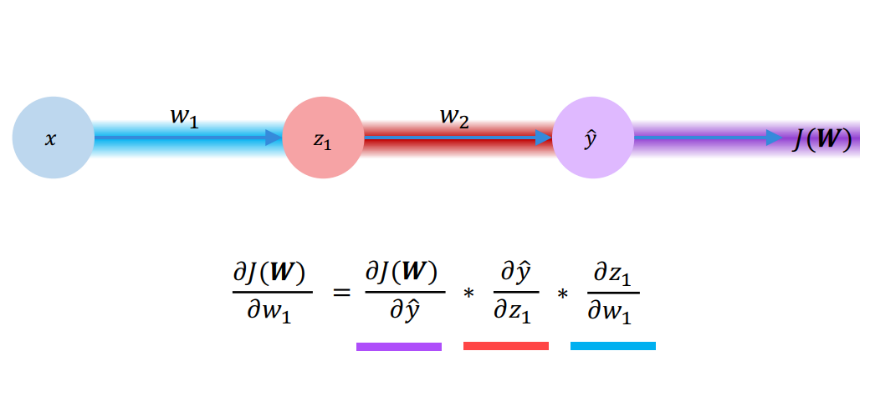 w₁ w₂
x z₁ ŷ J(W)
∂J(W)/∂w₁ = ∂J(W)/∂ŷ * ∂ŷ/∂z₁ * ∂z₁/∂w₁